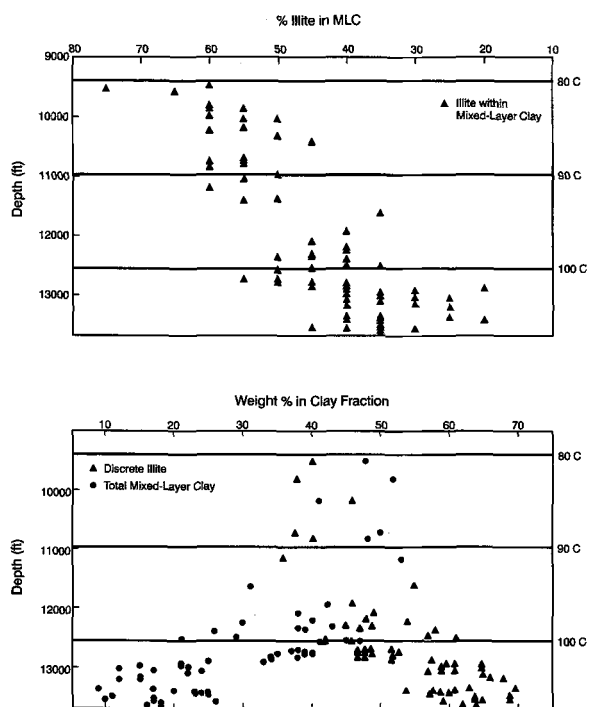 % Illite in MLC
80 70 60 50 40 30 20 10
9000
80 C
Illite within
Mixed-Layer Clay
10000
11000
90 C
Depth (ft)
12000
100 C
13000
Weight % in Clay Fraction
10 20 30 40 50 60 70
80 C
Discrete Illite
Total Mixed-Layer Clay
10000
11000
90 C
Depth (ft)
12000
100 C
13000